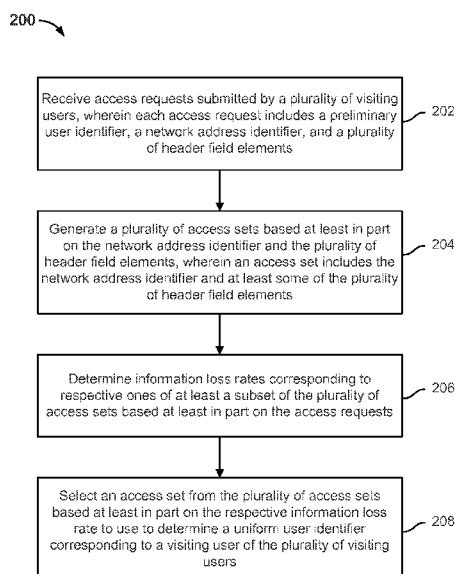 200
Receive access requests submitted by a plurality of visiting
users, wherein each access request includes a preliminary
user identifier, a network address identifier, and a plurality
of header field elements
202
Generate a plurality of access sets based at least in part
on the network address identifier and the plurality of
header field elements, wherein an access set includes the
network address identifier and at least some of the plurality
of header field elements
204
Determine information loss rates corresponding to
respective ones of at least a subset of the plurality of
access sets based at least in part on the access requests
206
Select an access set from the plurality of access sets
based at least in part on the respective information loss
rate to use to determine a uniform user identifier
corresponding to a visiting user of the plurality of visiting
users
208